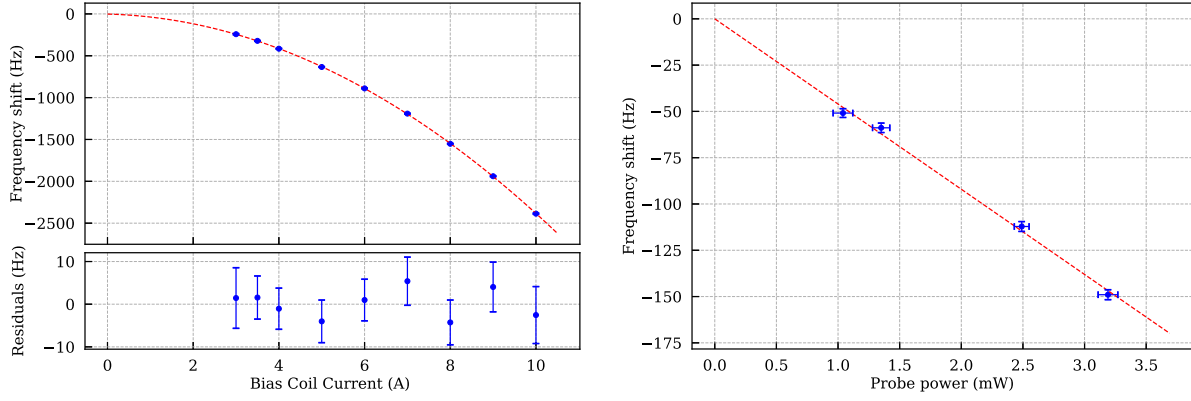 0
−500
−1000
−1500
−2000
−2500
Frequency shift (Hz)
10
0
−10
Residuals (Hz)
0 2 4 6 8 10
Bias Coil Current (A)
0
−25
−50
−75
−100
−125
−150
−175
Frequency shift (Hz)
0.0 0.5 1.0 1.5 2.0 2.5 3.0 3.5
Probe power (mW)